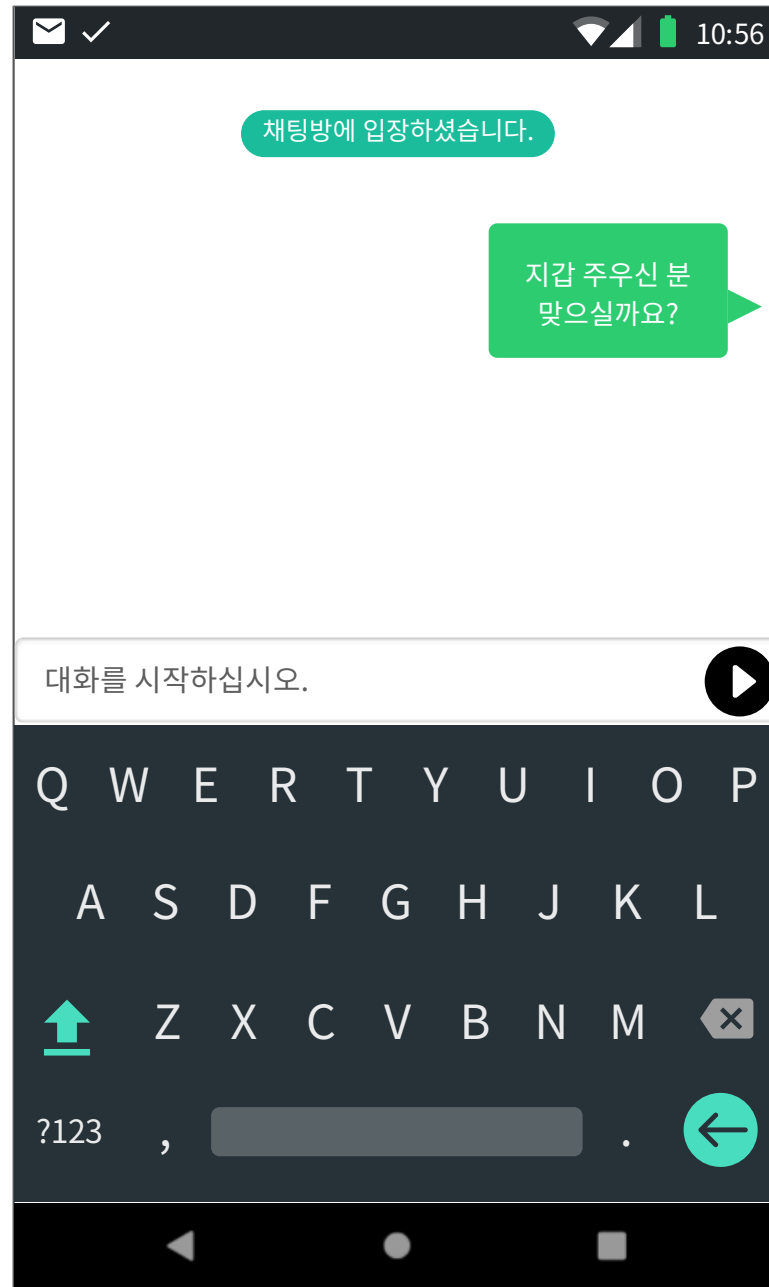 10:56
채팅방에 입장하셨습니다.
지갑 주우신 분
맞으실까요?
대화를 시작하십시오.
Q W E R T Y U I O P
A S D F G H J K L
Z X C V B N M
?123 , .